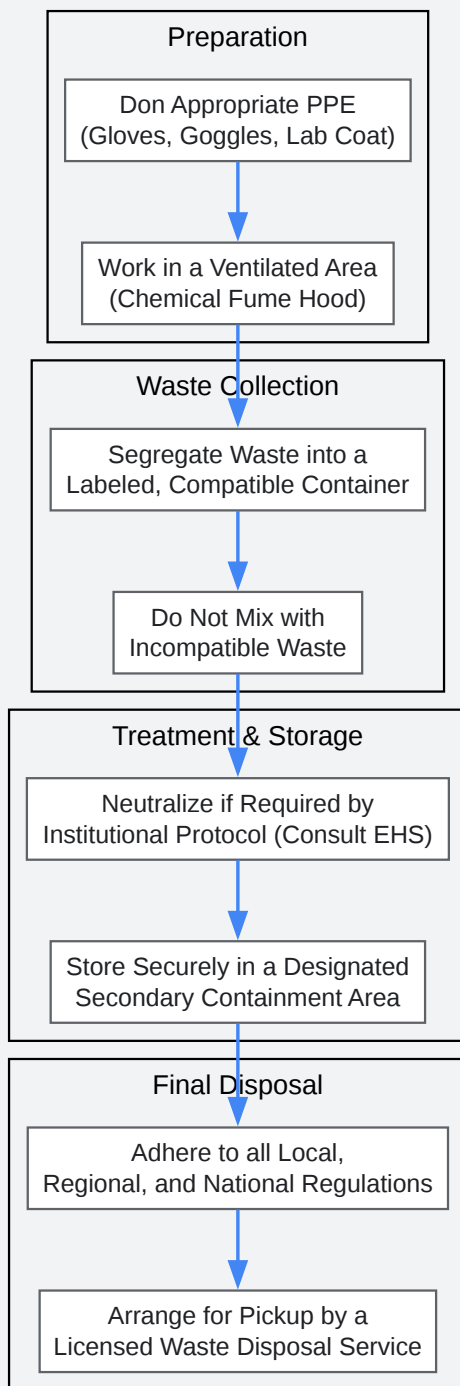 Preparation
Don Appropriate PPE
(Gloves, Goggles, Lab Coat)
Work in a Ventilated Area
(Chemical Fume Hood)
Waste Collection
Segregate Waste into a
Labeled, Compatible Container
Do Not Mix with
Incompatible Waste
Treatment & Storage
Neutralize if Required by
Institutional Protocol (Consult EHS)
Store Securely in a Designated
Secondary Containment Area
Final Disposal
Adhere to all Local,
Regional, and National Regulations
Arrange for Pickup by a
Licensed Waste Disposal Service